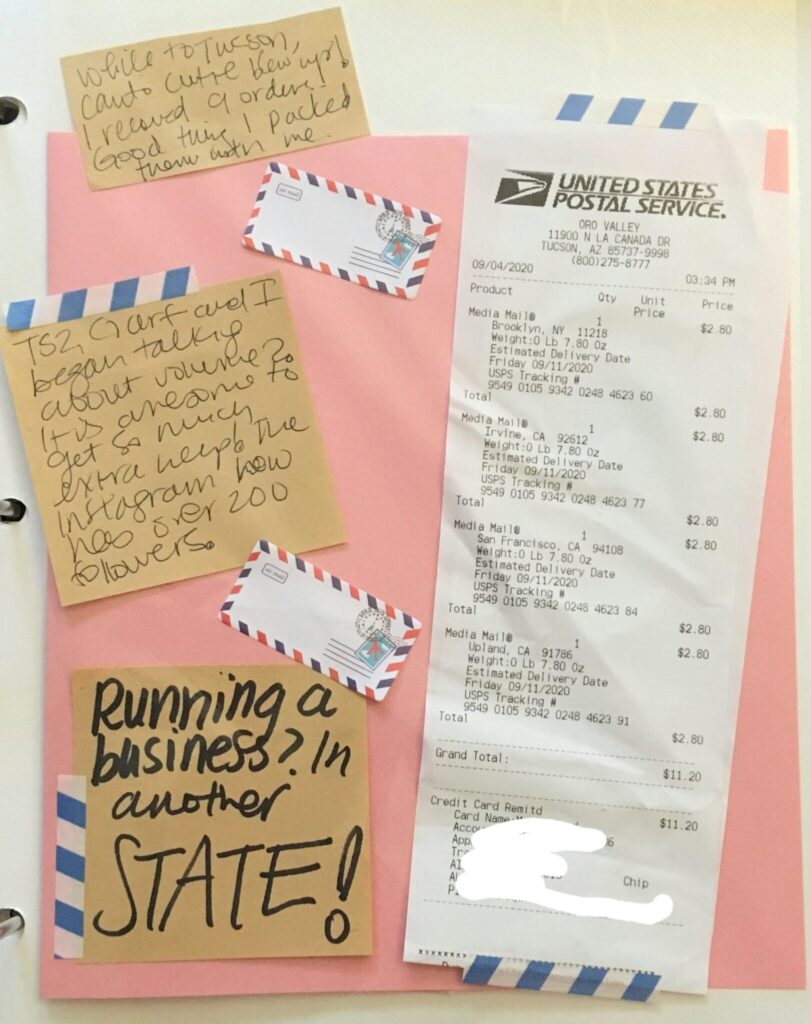 While to Tucson,
Canto Cutie blew up!
I received 9 orders!
Good thing I packed
them with me.
air mail
TS2, Garf and I
began talking
about volume 2.
It is awesome to
get so much
extra help. The
instagram now
has over 200
followers.
air mail
Running a
business? In
another
STATE!
UNITED STATES
POSTAL SERVICE.
ORO VALLEY
11900 N LA CANADA DR
TUCSON, AZ 85737-9998
(800)275-8777
09/04/2020 03:34 PM
Product Qty Unit Price
Price
Media Mail® 1 $2.80
Brooklyn, NY 11218
Weight:0 Lb 7.80 Oz
Estimated Delivery Date
Friday 09/11/2020
USPS Tracking #
9549 0105 9342 0248 4623 60
Total $2.80
Media Mail® 1 $2.80
Irvine, CA 92612
Weight:0 Lb 7.80 Oz
Estimated Delivery Date
Friday 09/11/2020
USPS Tracking #
9549 0105 9342 0248 4623 77
Total $2.80
Media Mail® 1 $2.80
San Francisco, CA 94108
Weight:0 Lb 7.80 Oz
Estimated Delivery Date
Friday 09/11/2020
USPS Tracking #
9549 0105 9342 0248 4623 84
Total $2.80
Media Mail® 1 $2.80
Upland, CA 91786
Weight:0 Lb 7.80 Oz
Estimated Delivery Date
Friday 09/11/2020
USPS Tracking #
9549 0105 9342 0248 4623 91
Total $2.80
Grand Total: $11.20
Credit Card Remitd $11.20
Card Name:
Chip